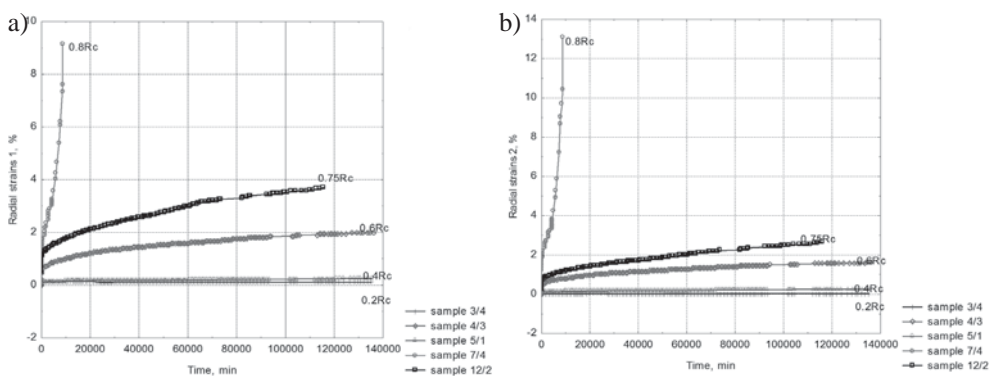 a)
10
8
6
4
2
0
-2
Radial strains 1, %
0.8Rc
0.75Rc
0.6Rc
0.4Rc
0.2Rc
0 20000 40000 60000 80000 100000 120000 140000
Time, min
sample 3/4
sample 4/3
sample 5/1
sample 7/4
sample 12/2
b)
14
12
10
8
6
4
2
0
-2
Radial strains 2, %
0.8Rc
0.75Rc
0.6Rc
0.4Rc
0.2Rc
0 20000 40000 60000 80000 100000 120000 140000
Time, min
sample 3/4
sample 4/3
sample 5/1
sample 7/4
sample 12/2